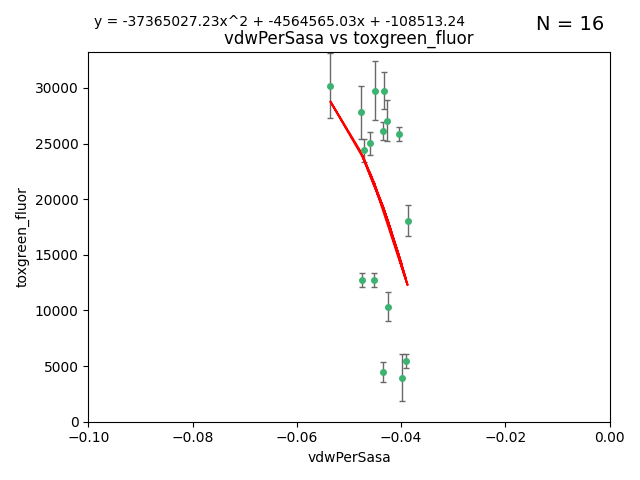 y = -37365027.23x^2 + -4564565.03x + -108513.24
N = 16
vdwPerSasa vs toxgreen_fluor
30000
25000
20000
15000
10000
5000
0
toxgreen_fluor
−0.10 −0.08 −0.06 −0.04 −0.02 0.00
vdwPerSasa